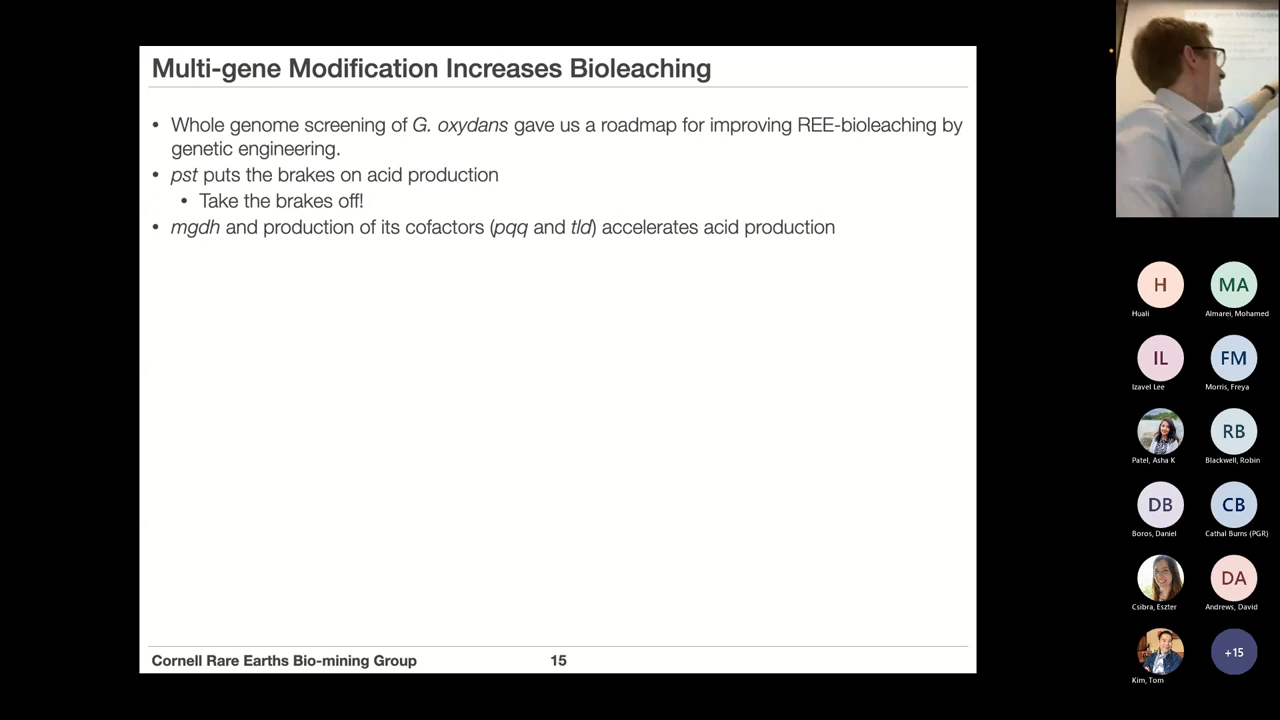 Multi-gene Modification Increases Bioleaching
• Whole genome screening of G. oxydans gave us a roadmap for improving REE-bioleaching by
genetic engineering.
• pst puts the brakes on acid production
• Take the brakes off!
• mgdh and production of its cofactors (pqq and tld) accelerates acid production
Cornell Rare Earths Bio-mining Group 15
H MA
Huali Almarei, Mohamed
IL FM
Izavel Lee Morris, Freya
RB
Patel, Asha K Blackwell, Robin
DB CB
Boros, Daniel Cathal Burns (PGR)
DA
Csibra, Eszter Andrews, David
+15
Kim, Tom